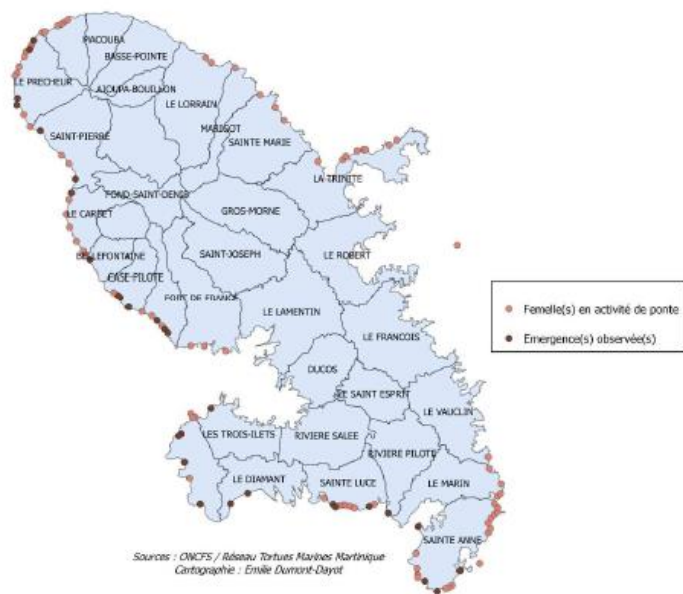 MACOUBA
BASSE-POINTE
LE PRECHEUR
AJOUPA-BOUILLON
LE LORRAIN
MARIGOT
SAINT-PIERRE
SAINTE MARIE
LA TRINITE
FOND-SAINT-DENIS
LE CARBET
GROS-MORNE
BELLEFONTAINE
SAINT-JOSEPH
LE ROBERT
CASE-PILOTE
FORT DE FRANCE
LE LAMENTIN
LE FRANCOIS
DUCOS
LE SAINT ESPRIT
LE VAUCLIN
LES TROIS-ILETS
RIVIERE SALEE
RIVIERE PILOTE
LE DIAMANT
SAINTE LUCE
LE MARIN
SAINTE ANNE
Femelle(s) en activité de ponte
Emergence(s) observée(s)
Sources : ONCFS / Réseau Tortues Marines Martinique
Cartographie : Emilie Dumont-Dayot